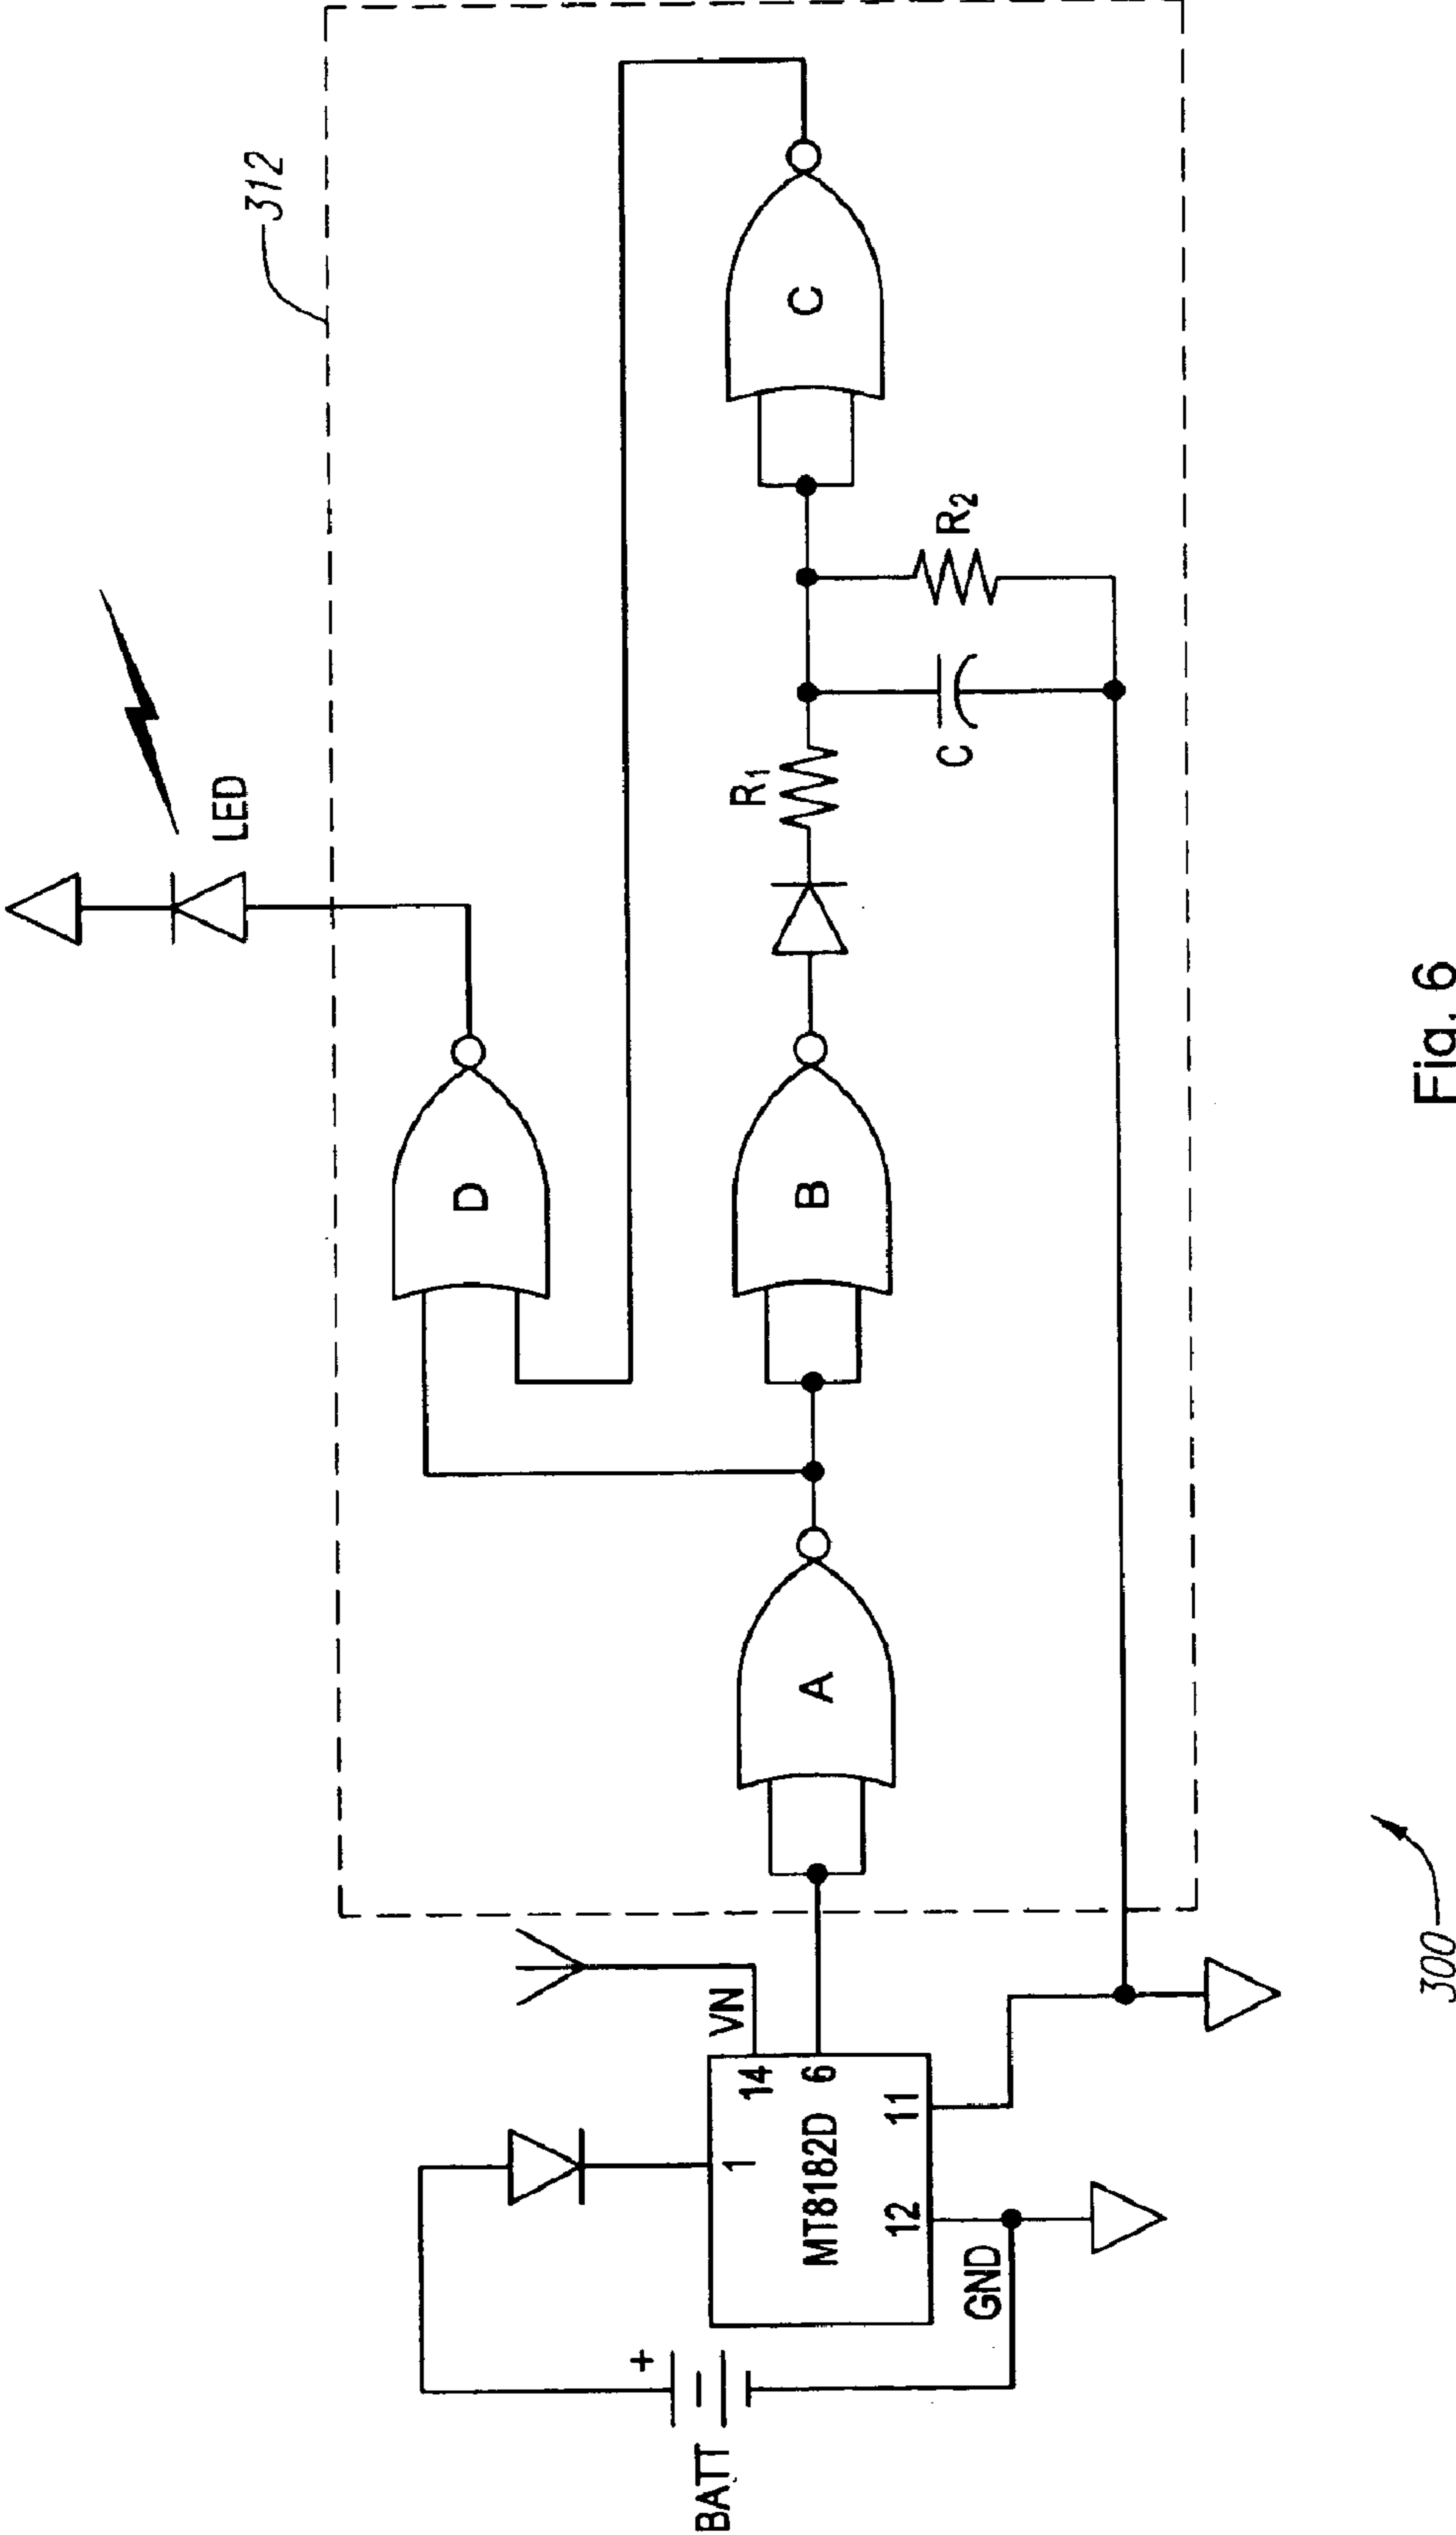 312
LED
D
C
R1
R2
C
B
A
VN
14
6
1
MT8182D
11
12
GND
+
BATT
300
Fig. 6